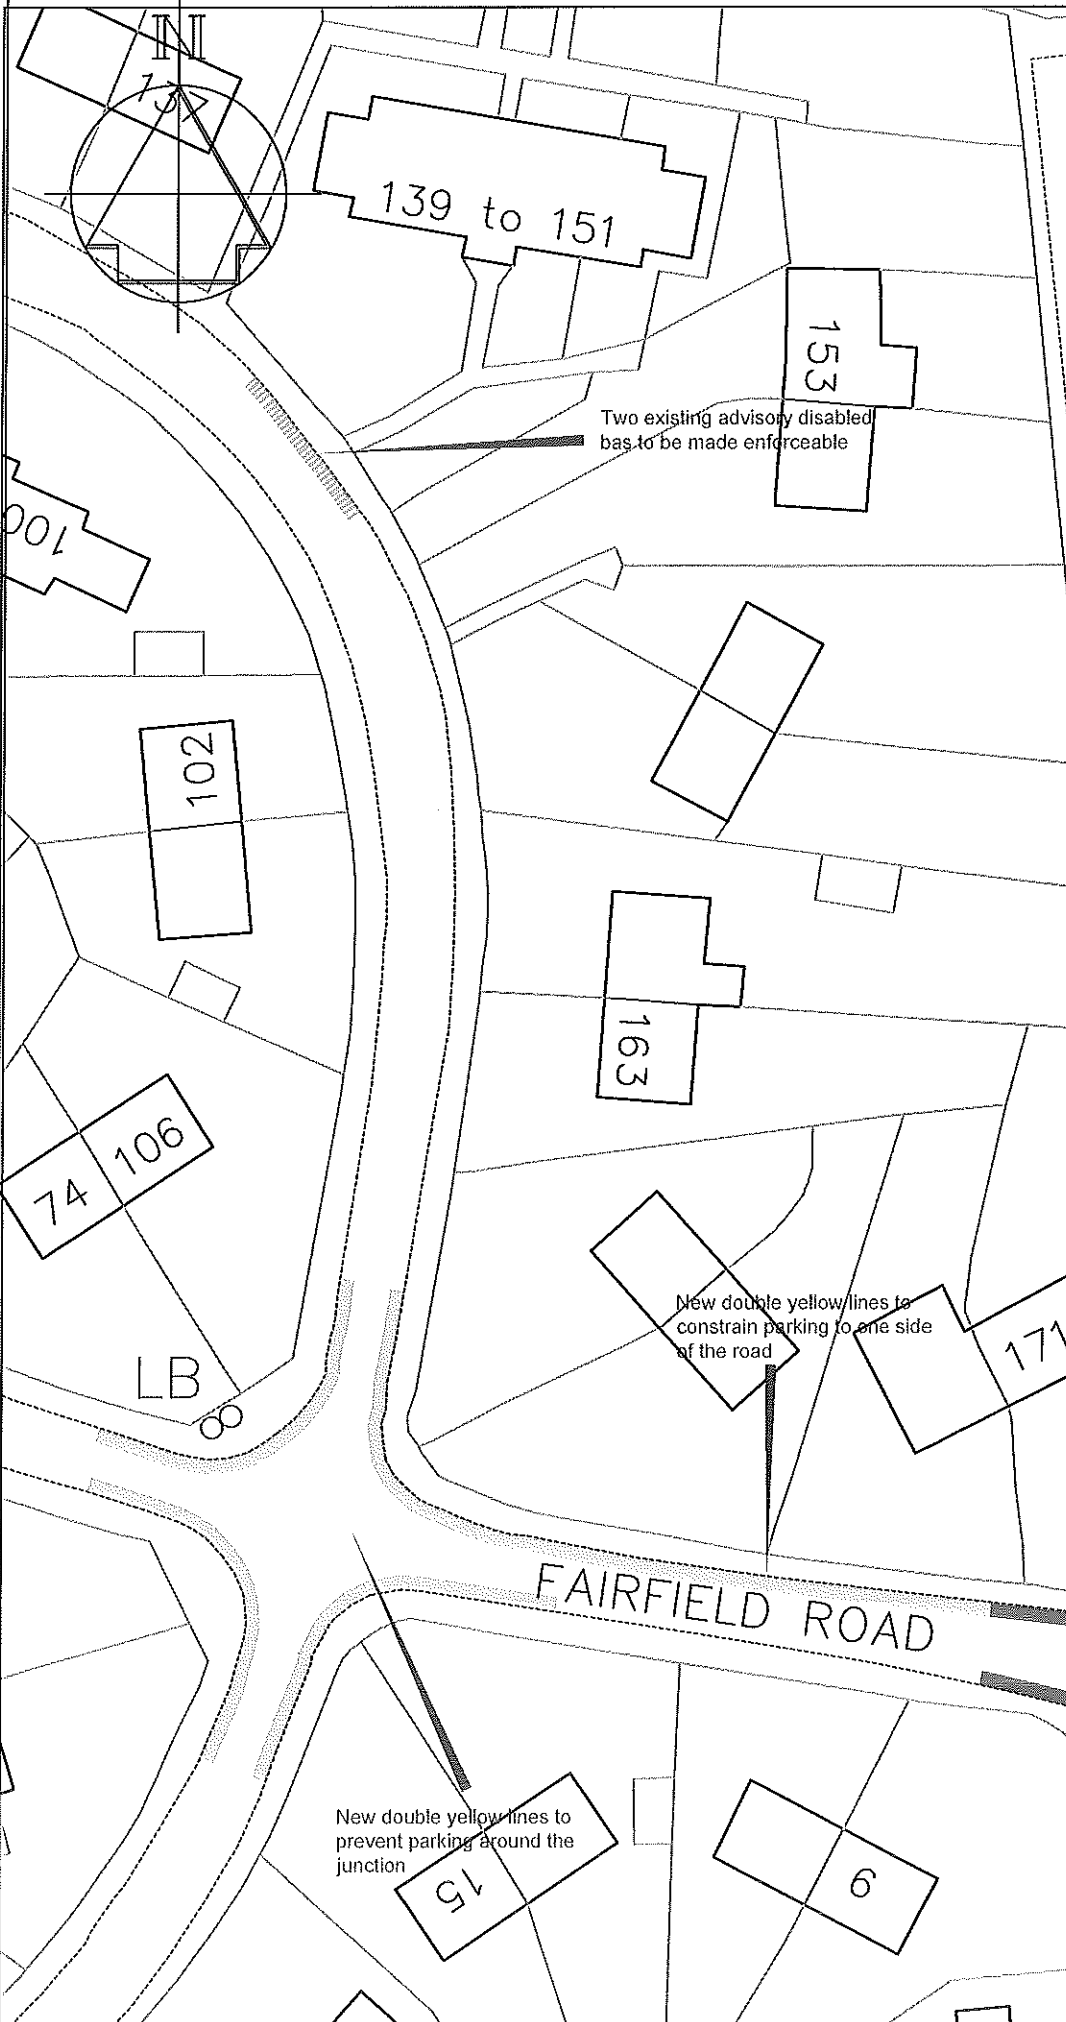 N
137
139 to 151
153
Two existing advisory disabled
bas to be made enforceable
100
102
163
106
74
New double yellow lines to
constrain parking to one side
of the road
171
LB
FAIRFIELD ROAD
New double yellow lines to
prevent parking around the
junction
15
9